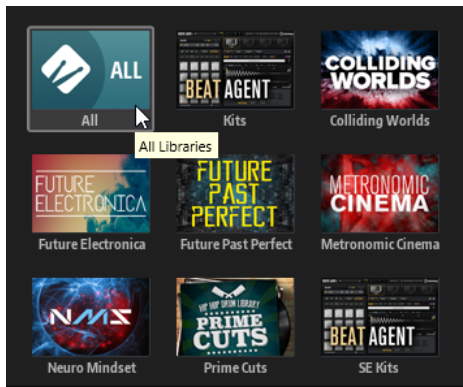 ALL
All
BEAT AGENT
Kits
COLLIDING
WORLDS
Colliding Worlds
All Libraries
FUTURE
ELECTRONICA
Future Electronica
FUTURE
PAST
PERFECT
Future Past Perfect
METRONOMIC
CINEMA
Metronomic Cinema
NMS
Neuro Mindset
HIP HOP DRUM LIBRARY
PRIME
CUTS
Prime Cuts
BEAT AGENT
SE Kits